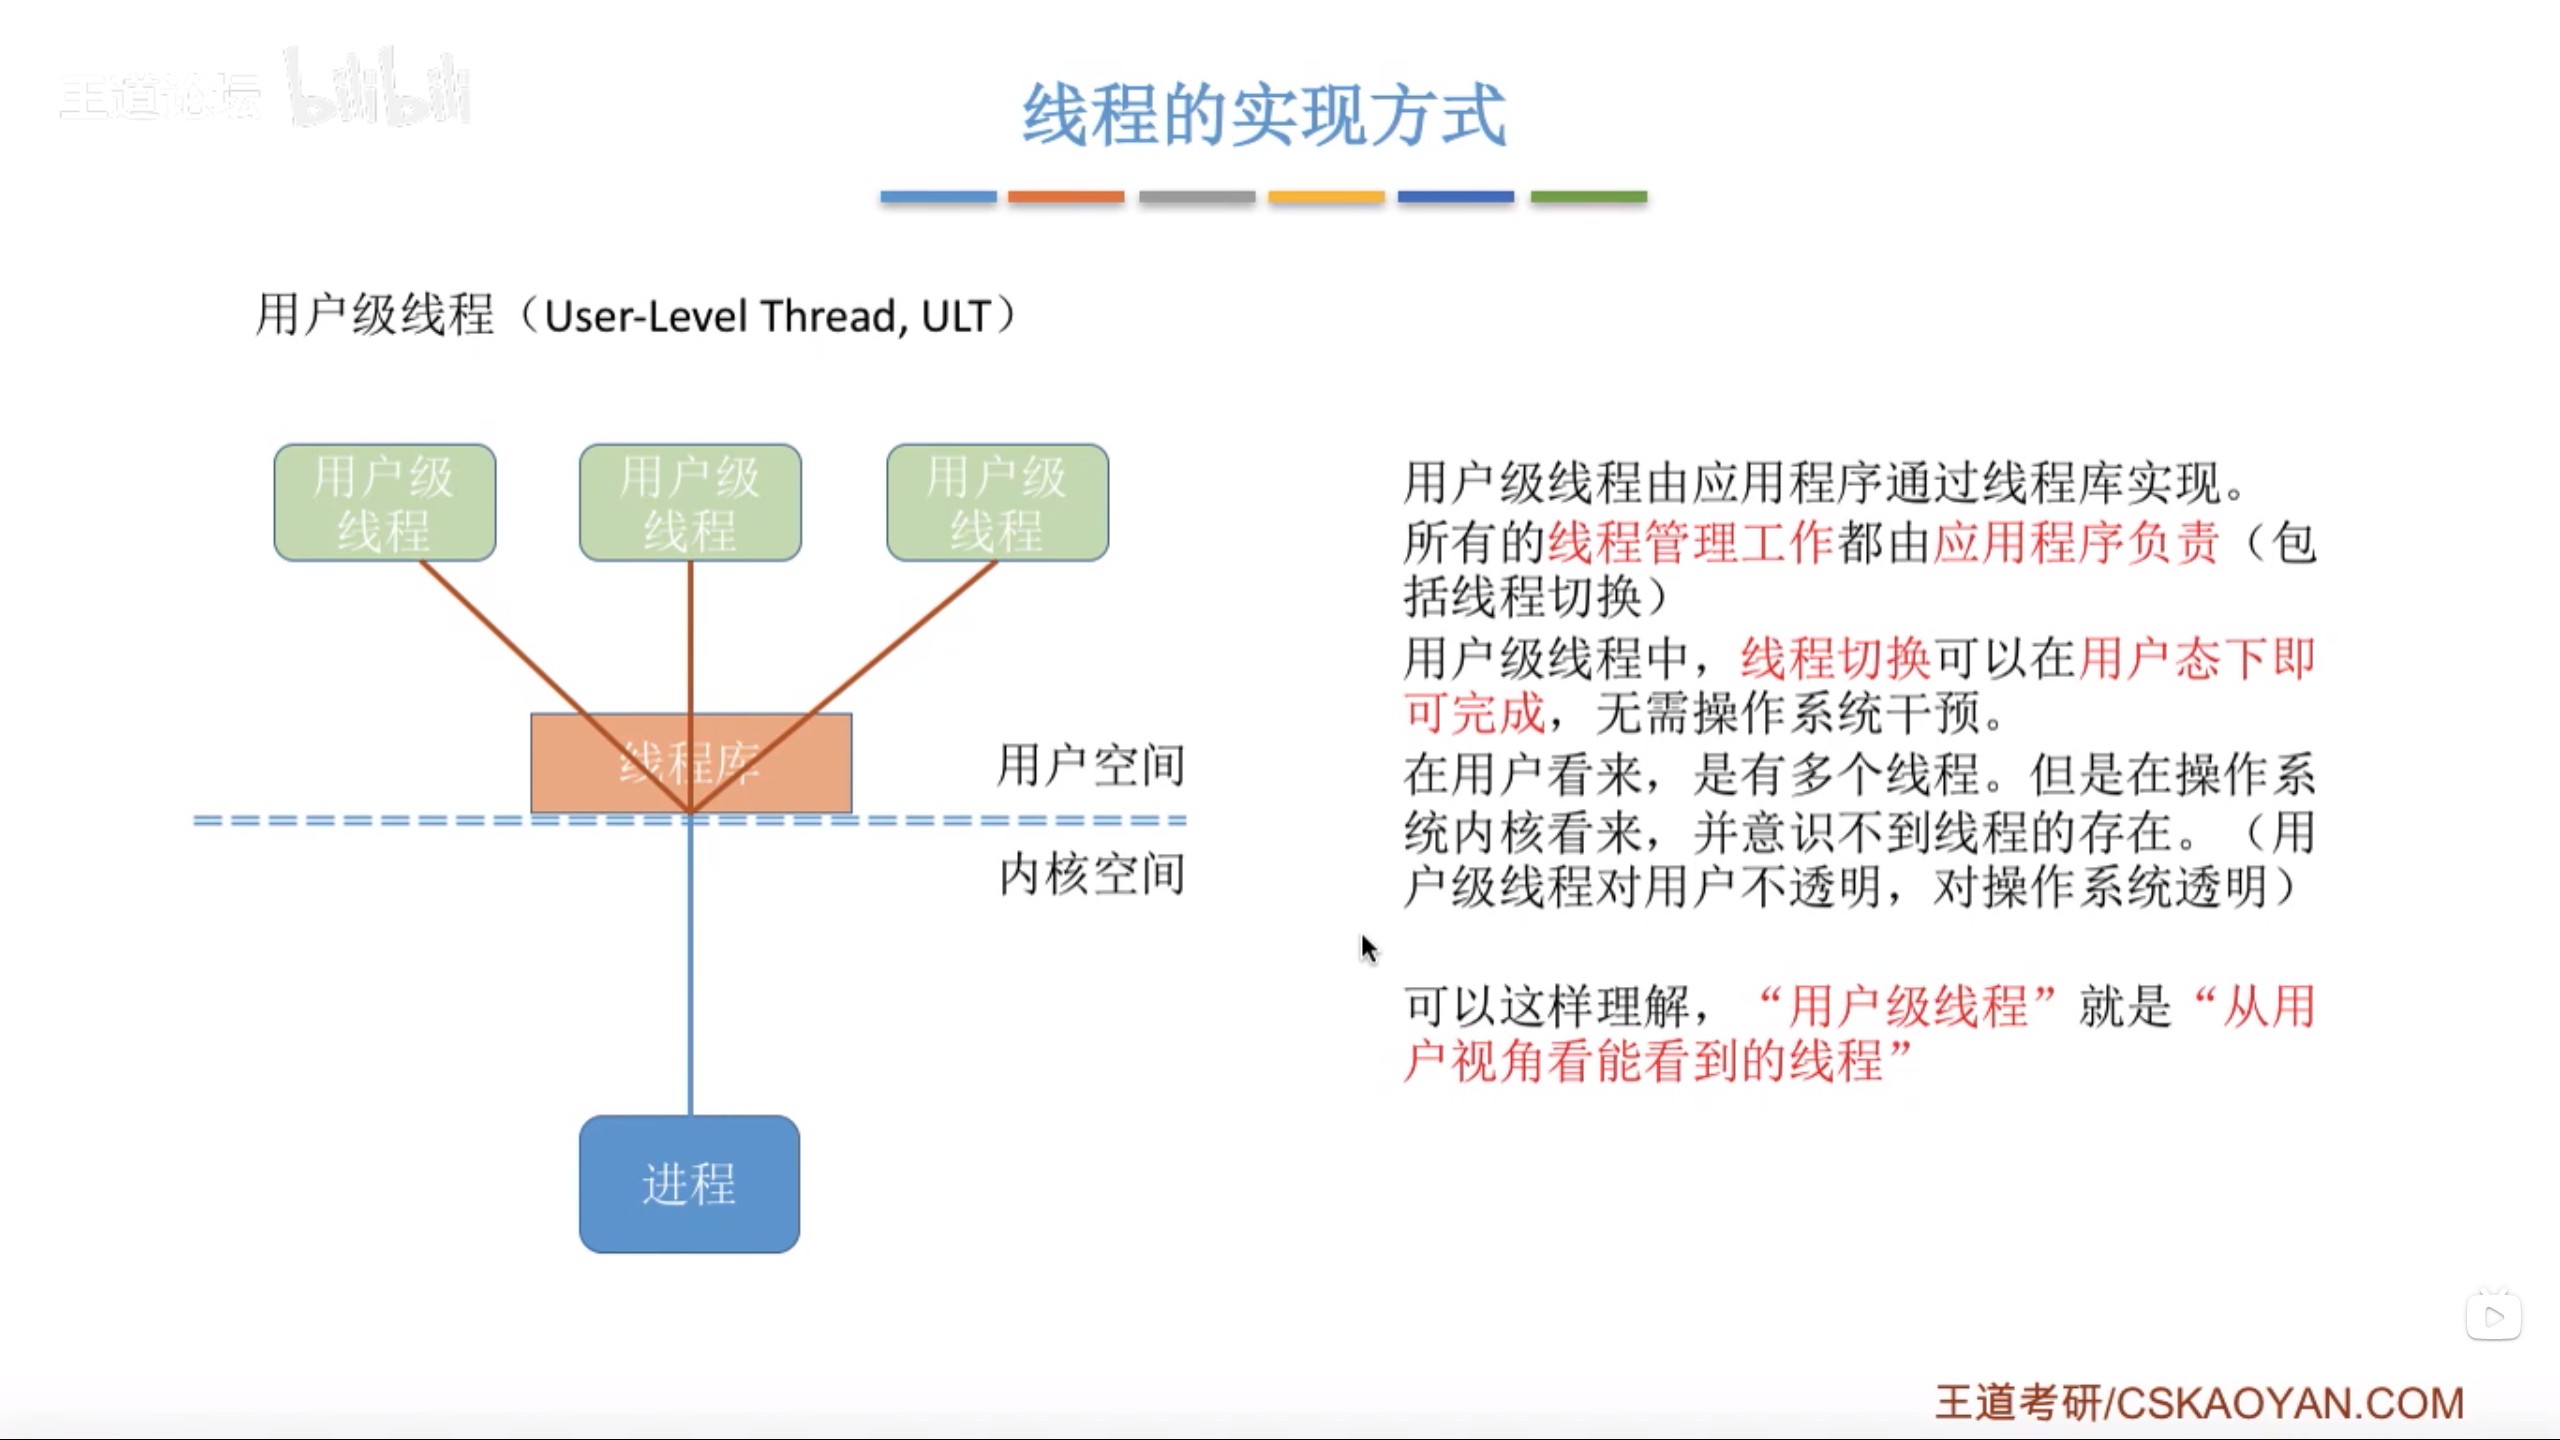 王道论坛 bilibili
线程的实现方式
用户级线程（User-Level Thread, ULT）
用户级
线程
用户级
线程
用户级
线程
线程库
用户空间
内核空间
进程
用户级线程由应用程序通过线程库实现。
所有的线程管理工作都由应用程序负责（包
括线程切换）
用户级线程中，线程切换可以在用户态下即
可完成，无需操作系统干预。
在用户看来，是有多个线程。但是在操作系
统内核看来，并意识不到线程的存在。（用
户级线程对用户不透明，对操作系统透明）
可以这样理解，“用户级线程”就是“从用
户视角看能看到的线程”
王道考研/CSKAOYAN.COM